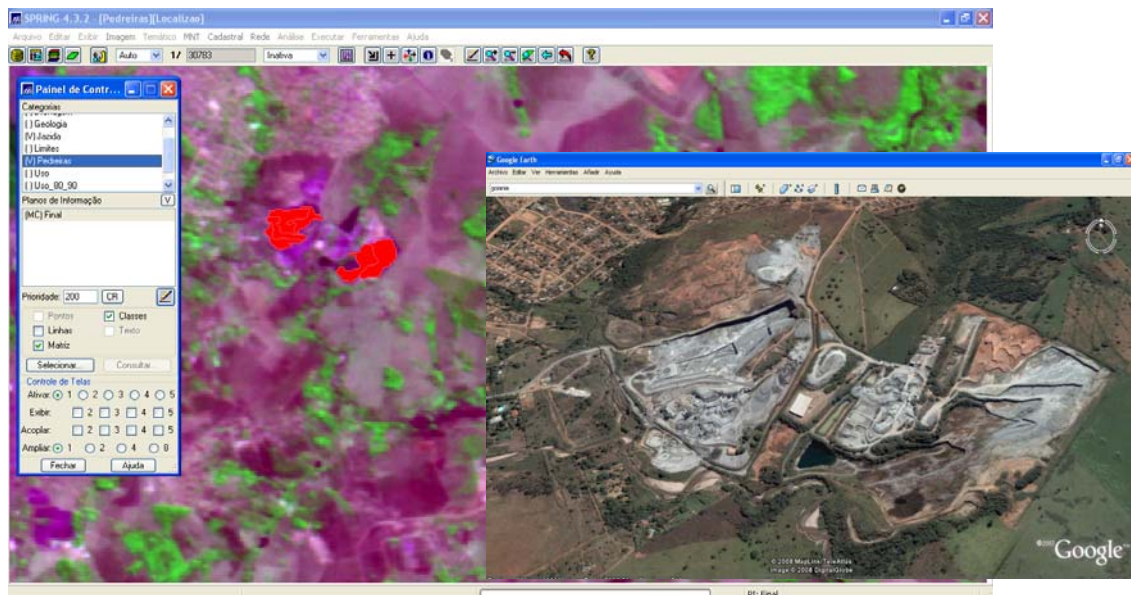 SPRING 4.3.2 - [Pedreiras][Localizao]
Arquivo Editar Exibir Imagem Temático MNT Cadastral Rede Análise Executar Ferramentas Ajuda
Auto 1/ 30783 Inativa
Painel de Contr...
Categorias
( ) Geologia
(V) Jazida
( ) Limites
(V) Pedreiras
( ) Uso
( ) Uso_80_90
Planos de Informação (V)
(MC) Final
Prioridade: 200 CR
Pontos Classes
Linhas Texto
Matriz
Selecionar... Consultar...
Controle de Telas
Ativar: 1 2 3 4 5
Exibir: 2 3 4 5
Acoplar: 2 3 4 5
Ampliar: 1 2 4 8
Fechar Ajuda
Google Earth
Archivo Editar Ver Herramientas Añadir Ayuda
goiania
© 2008 MapLink/TeleAtlas
Image © 2008 DigitalGlobe
Google
PI: Final